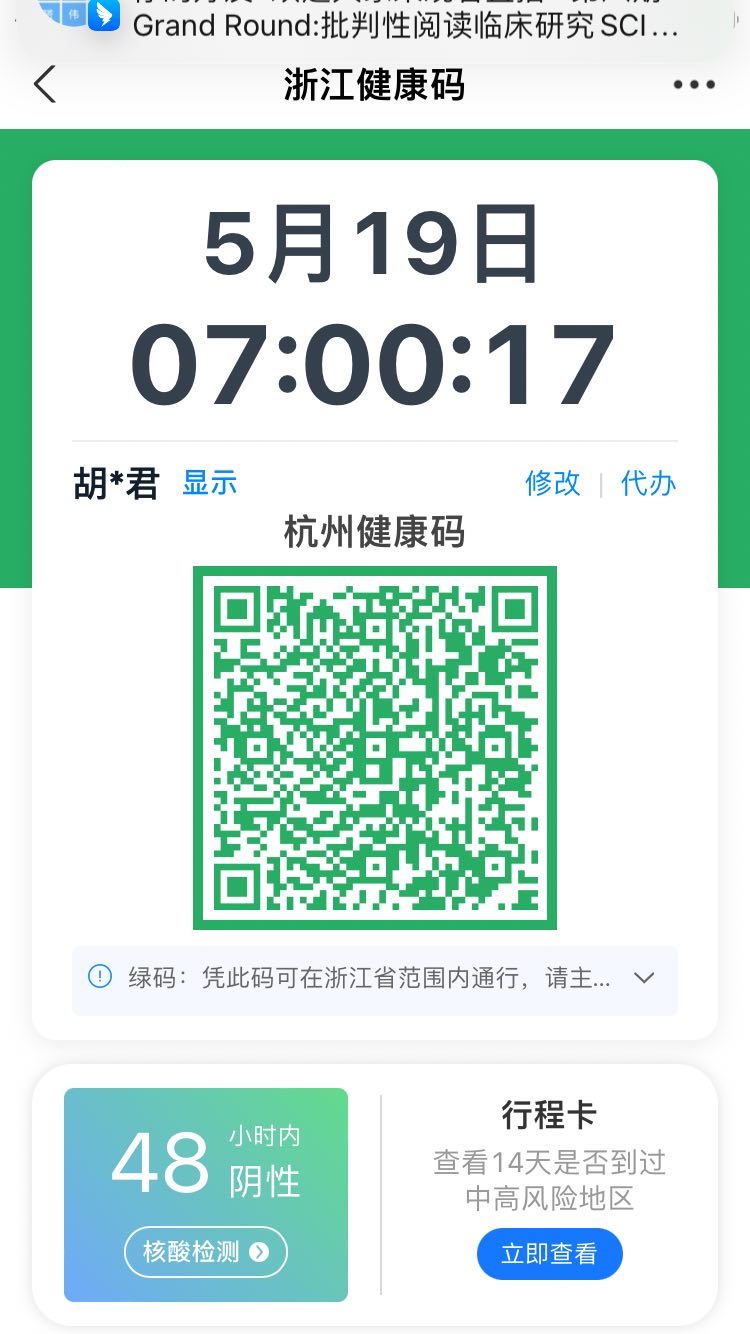 Grand Round:批判性阅读临床研究SCI...
浙江健康码
5月19日
07:00:17
胡*君 显示 修改 | 代办
杭州健康码
绿码：凭此码可在浙江省范围内通行，请主...
48 小时内
阴性
核酸检测
行程卡
查看14天是否到过
中高风险地区
立即查看